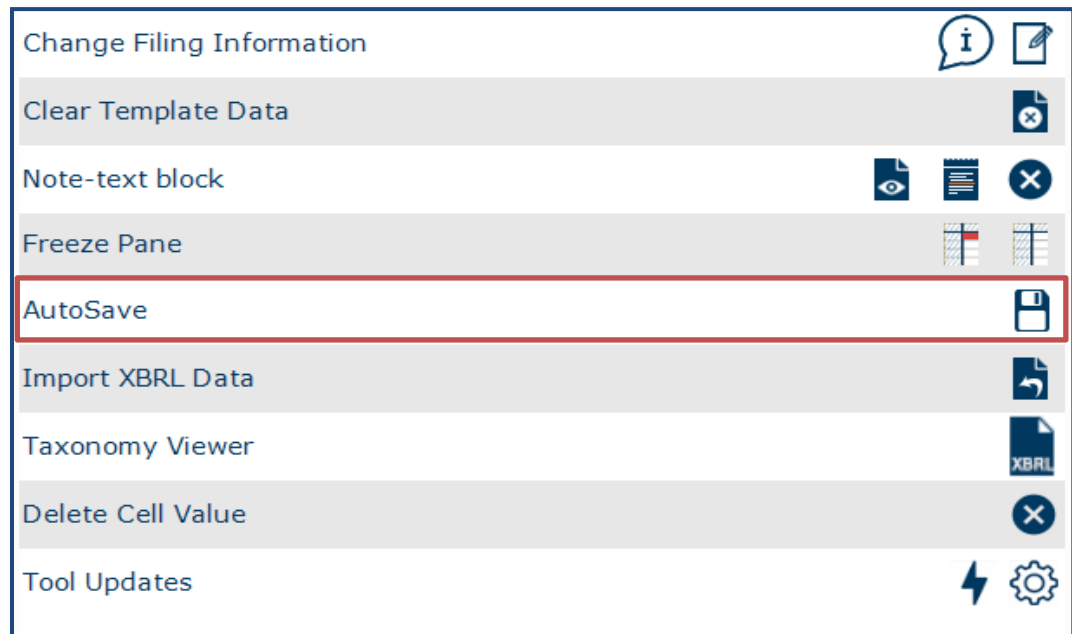 Change Filing Information i
Clear Template Data
Note-text block
Freeze Pane
AutoSave
Import XBRL Data
Taxonomy Viewer XBRL
Delete Cell Value
Tool Updates